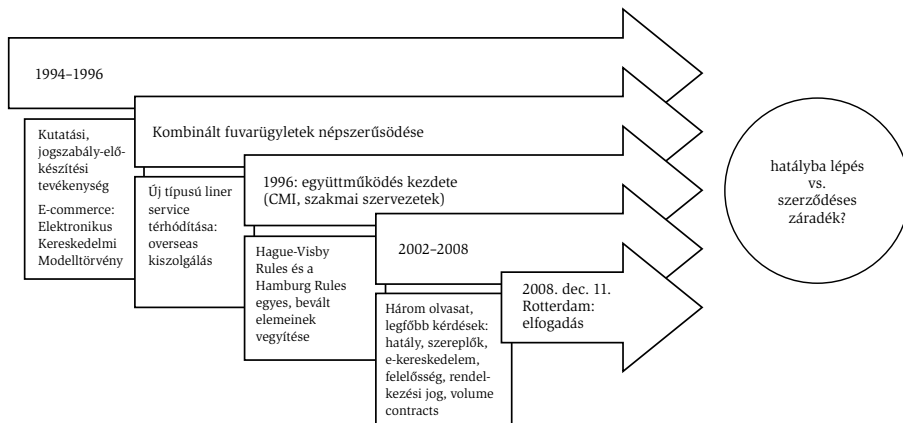 1994–1996
Kutatási,
jogszabály-elő-
készítési
tevékenység
E-commerce:
Elektronikus
Kereskedelmi
Modelltörvény
Kombinált fuvarügyletek népszerűsödése
Új típusú liner
service
térhódítása:
overseas
kiszolgálás
1996: együttműködés kezdete
(CMI, szakmai szervezetek)
Hague-Visby
Rules és a
Hamburg Rules
egyes, bevált
elemeinek
vegyítése
2002–2008
Három olvasat,
legfőbb kérdések:
hatály, szereplők,
e-kereskedelem,
felelősség, rendel-
kezési jog, volume
contracts
2008. dec. 11.
Rotterdam:
elfogadás
hatályba lépés
vs.
szerződéses
záradék?